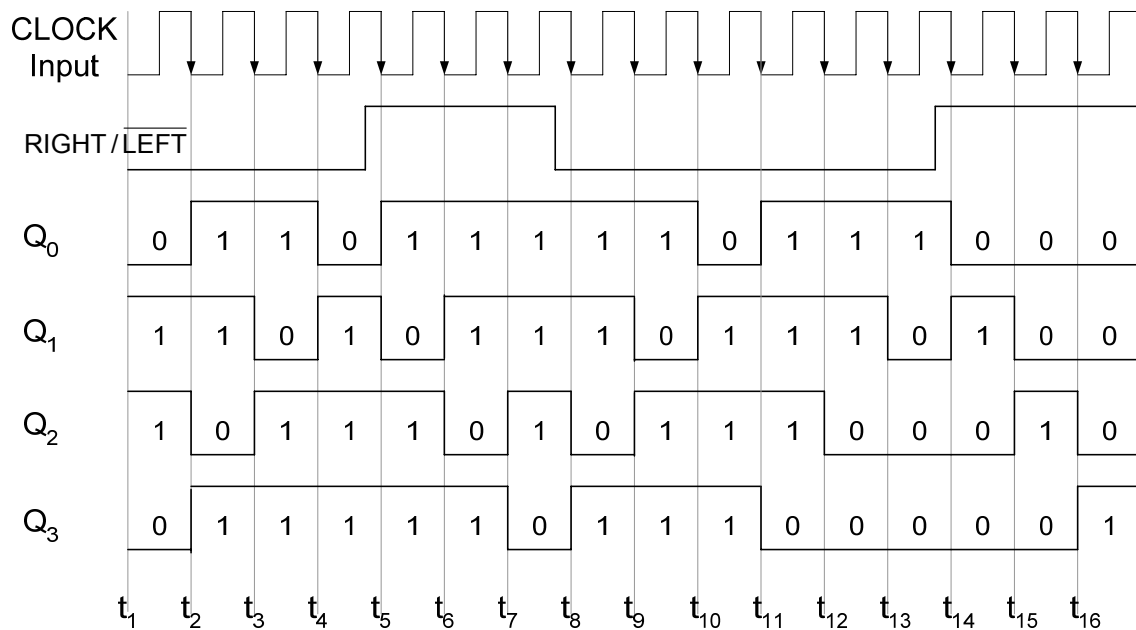 CLOCK
Input
RIGHT/L̅E̅F̅T̅
Q₀ 0 1 1 0 1 1 1 1 1 0 1 1 1 0 0 0
Q₁ 1 1 0 1 0 1 1 1 0 1 1 1 0 1 0 0
Q₂ 1 0 1 1 1 0 1 0 1 1 1 0 0 0 1 0
Q₃ 0 1 1 1 1 1 0 1 1 1 0 0 0 0 0 1
t₁ t₂ t₃ t₄ t₅ t₆ t₇ t₈ t₉ t₁₀ t₁₁ t₁₂ t₁₃ t₁₄ t₁₅ t₁₆